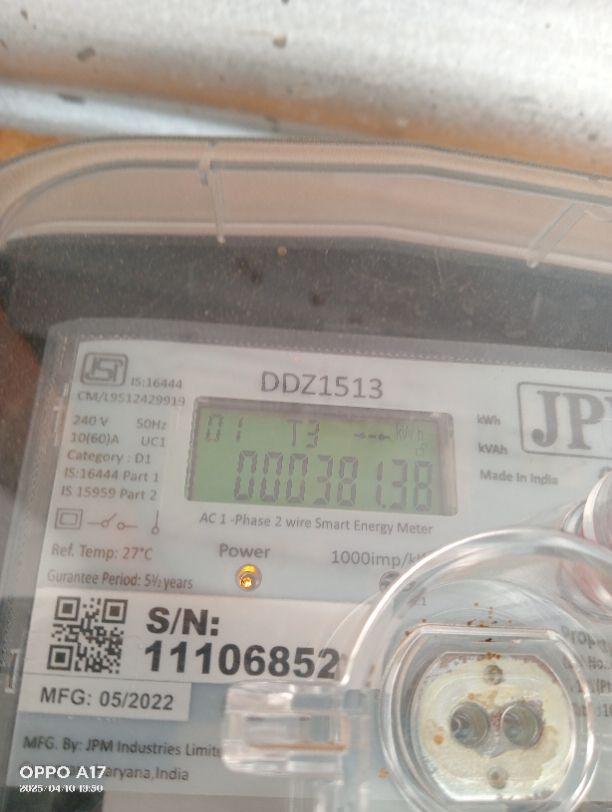 IS:16444
CM/L9512429919
DDZ1513
240 V 50Hz
10(60)A UC1
Category : D1
IS:16444 Part 1
IS 15959 Part 2
01 T3 kWh
000381.38
kWh
kVAh
JP
Made in India
AC 1 -Phase 2 wire Smart Energy Meter
Ref. Temp: 27°C
Power
1000imp/k
Gurantee Period: 5½ years
S/N:
11106852
MFG: 05/2022
MFG. By: JPM Industries Limite
aryana,India
OPPO A17
2025/04/10 13:50